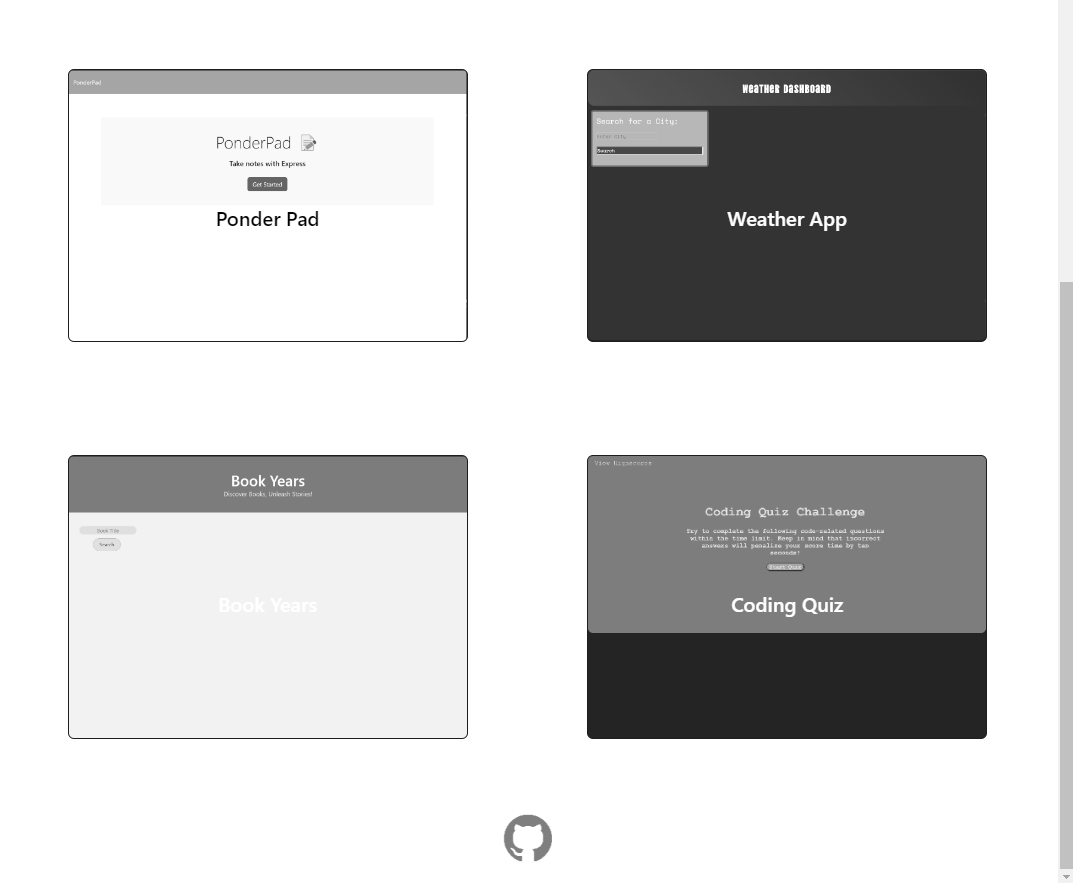 PonderPad
PonderPad
Take notes with Express
Get Started
Ponder Pad
Weather Dashboard
Search for a City:
enter city
Search
Weather App
Book Years
Discover Books, Unleash Stories!
Book Title
Search
Book Years
View Highscores
Coding Quiz Challenge
Try to complete the following code-related questions
within the time limit. Keep in mind that incorrect
answers will penalize your score time by ten
seconds!
Start Quiz
Coding Quiz